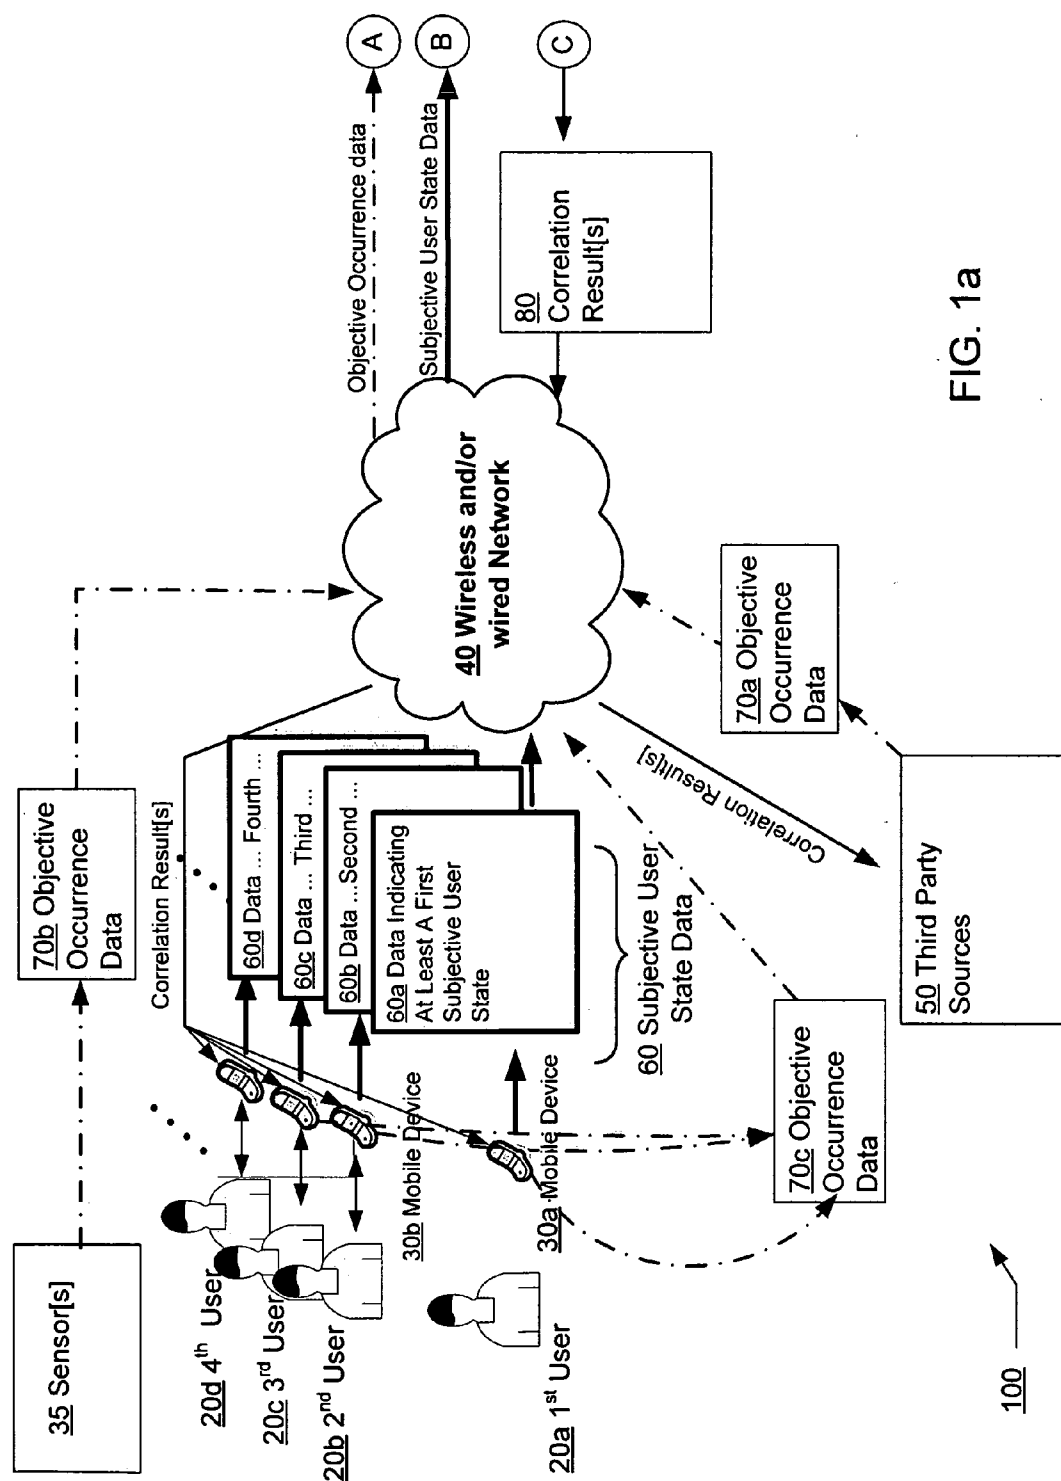 35 Sensor[s]
70b Objective
Occurrence
Data
Objective Occurrence data
A
Subjective User State Data
B
C
20d 4th User
20c 3rd User
20b 2nd User
20a 1st User
30b Mobile Device
30a Mobile Device
Correlation Result[s]
60d Data ... Fourth ...
60c Data ... Third ...
60b Data ...Second ...
60a Data Indicating
At Least A First
Subjective User
State
60 Subjective User
State Data
40 Wireless and/or
wired Network
80
Correlation
Result[s]
Correlation Result[s]
70a Objective
Occurrence
Data
70c Objective
Occurrence
Data
50 Third Party
Sources
100
FIG. 1a